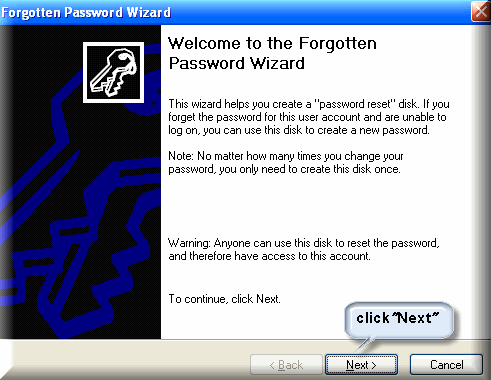 Forgotten Password Wizard
Welcome to the Forgotten
Password Wizard
This wizard helps you create a "password reset" disk. If you
forget the password for this user account and are unable to
log on, you can use this disk to create a new password.
Note: No matter how many times you change your
password, you only need to create this disk once.
Warning: Anyone can use this disk to reset the password,
and therefore have access to this account.
To continue, click Next.
click"Next"
< Back
Next >
Cancel